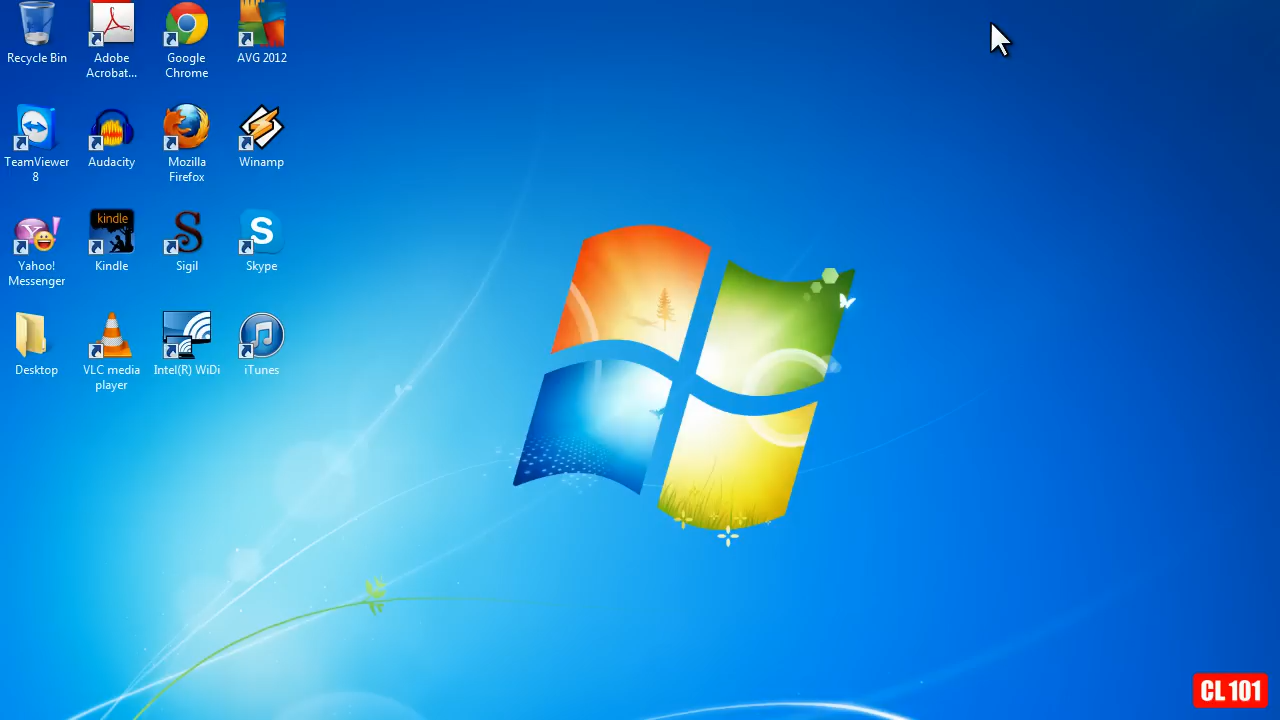 Recycle Bin
Adobe
Acrobat...
Google
Chrome
AVG 2012
TeamViewer
8
Audacity
Mozilla
Firefox
Winamp
Yahoo!
Messenger
kindle
Kindle
S
Sigil
S
Skype
Desktop
VLC media
player
Intel(R) WiDi
iTunes
CL 101